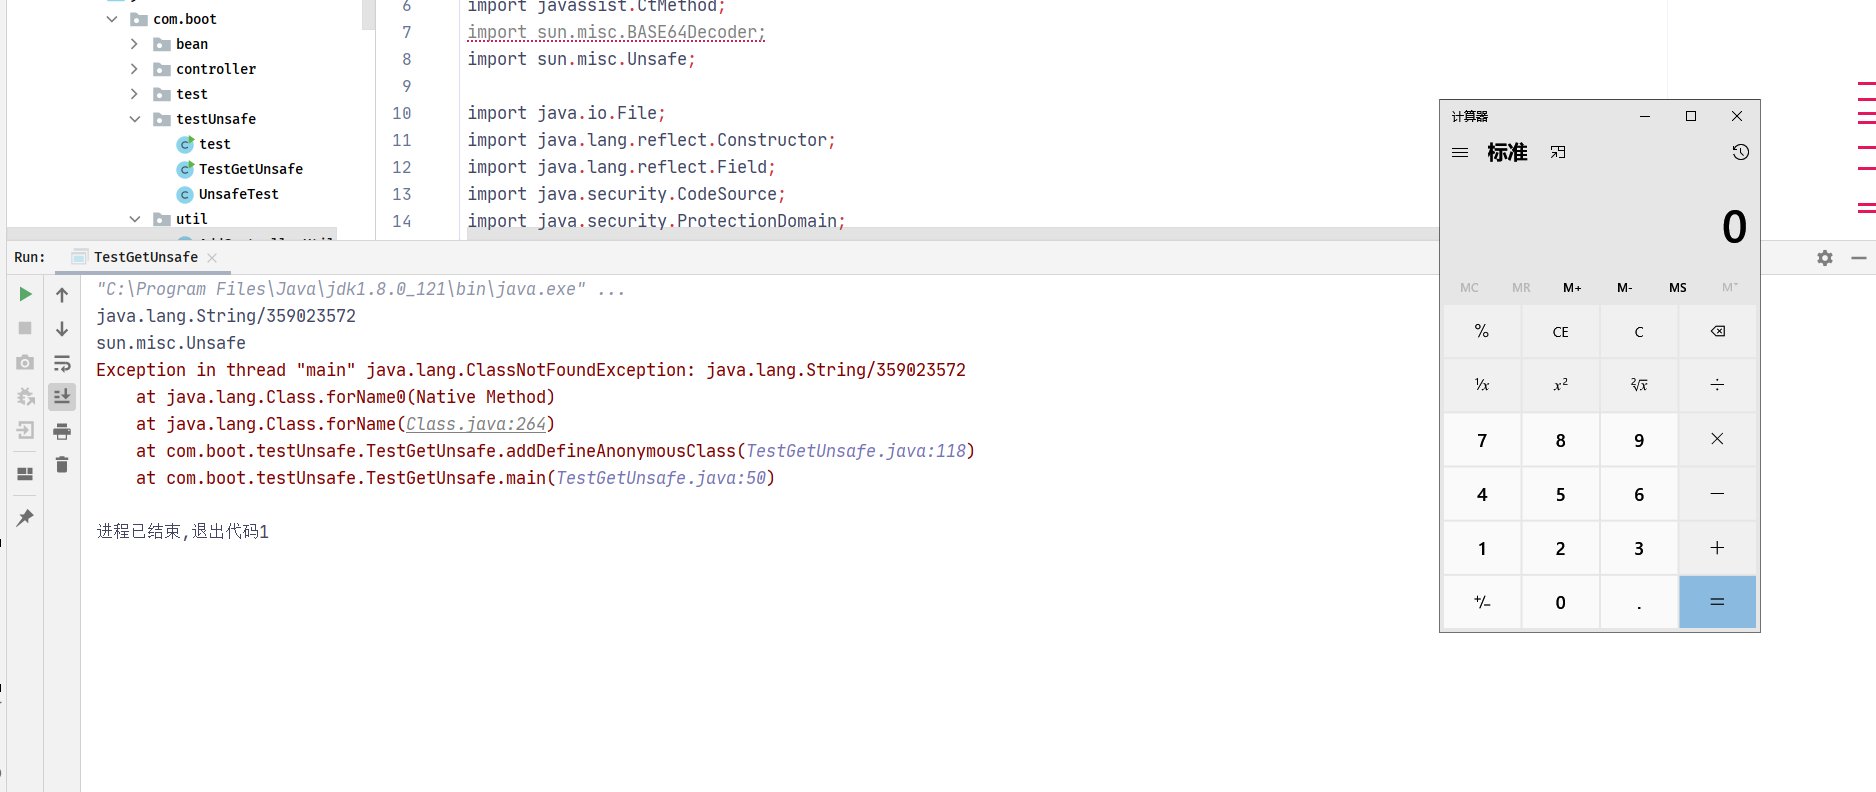 com.boot
bean
controller
test
testUnsafe
test
TestGetUnsafe
UnsafeTest
util
6 import javassist.CtMethod;
7 import sun.misc.BASE64Decoder;
8 import sun.misc.Unsafe;
9
10 import java.io.File;
11 import java.lang.reflect.Constructor;
12 import java.lang.reflect.Field;
13 import java.security.CodeSource;
14 import java.security.ProtectionDomain;
Run: TestGetUnsafe
"C:\Program Files\Java\jdk1.8.0_121\bin\java.exe" ...
java.lang.String/359023572
sun.misc.Unsafe
Exception in thread "main" java.lang.ClassNotFoundException: java.lang.String/359023572
at java.lang.Class.forName0(Native Method)
at java.lang.Class.forName(Class.java:264)
at com.boot.testUnsafe.TestGetUnsafe.addDefineAnonymousClass(TestGetUnsafe.java:118)
at com.boot.testUnsafe.TestGetUnsafe.main(TestGetUnsafe.java:50)
进程已结束,退出代码1
计算器
标准
0
MC MR M+ M- MS M˅
% CE C
¹/x x² ²√x ÷
7 8 9 ×
4 5 6 −
1 2 3 +
+/− 0 . =